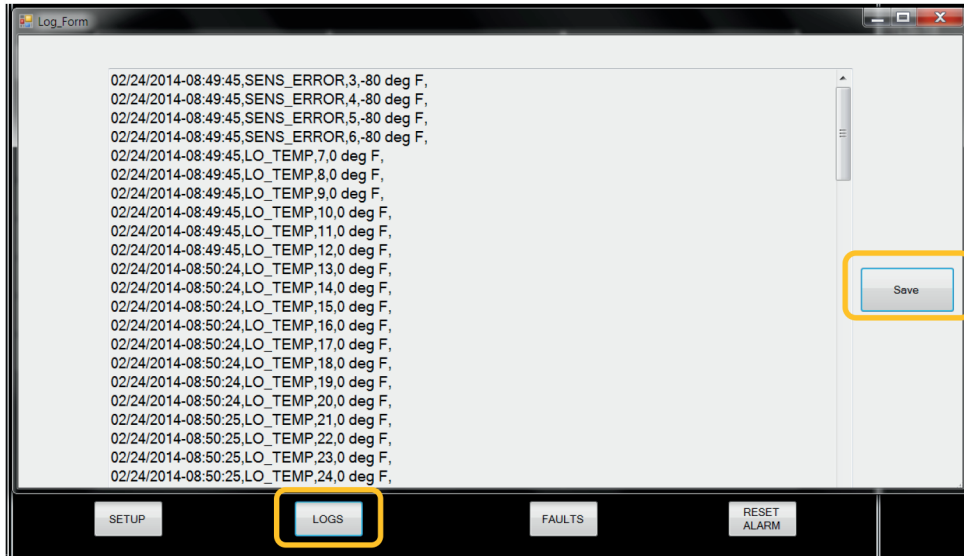 Log_Form
02/24/2014-08:49:45,SENS_ERROR,3,-80 deg F,
02/24/2014-08:49:45,SENS_ERROR,4,-80 deg F,
02/24/2014-08:49:45,SENS_ERROR,5,-80 deg F,
02/24/2014-08:49:45,SENS_ERROR,6,-80 deg F,
02/24/2014-08:49:45,LO_TEMP,7,0 deg F,
02/24/2014-08:49:45,LO_TEMP,8,0 deg F,
02/24/2014-08:49:45,LO_TEMP,9,0 deg F,
02/24/2014-08:49:45,LO_TEMP,10,0 deg F,
02/24/2014-08:49:45,LO_TEMP,11,0 deg F,
02/24/2014-08:49:45,LO_TEMP,12,0 deg F,
02/24/2014-08:50:24,LO_TEMP,13,0 deg F,
02/24/2014-08:50:24,LO_TEMP,14,0 deg F,
02/24/2014-08:50:24,LO_TEMP,15,0 deg F,
02/24/2014-08:50:24,LO_TEMP,16,0 deg F,
02/24/2014-08:50:24,LO_TEMP,17,0 deg F,
02/24/2014-08:50:24,LO_TEMP,18,0 deg F,
02/24/2014-08:50:24,LO_TEMP,19,0 deg F,
02/24/2014-08:50:24,LO_TEMP,20,0 deg F,
02/24/2014-08:50:25,LO_TEMP,21,0 deg F,
02/24/2014-08:50:25,LO_TEMP,22,0 deg F,
02/24/2014-08:50:25,LO_TEMP,23,0 deg F,
02/24/2014-08:50:25,LO_TEMP,24,0 deg F,
Save
SETUP
LOGS
FAULTS
RESET
ALARM